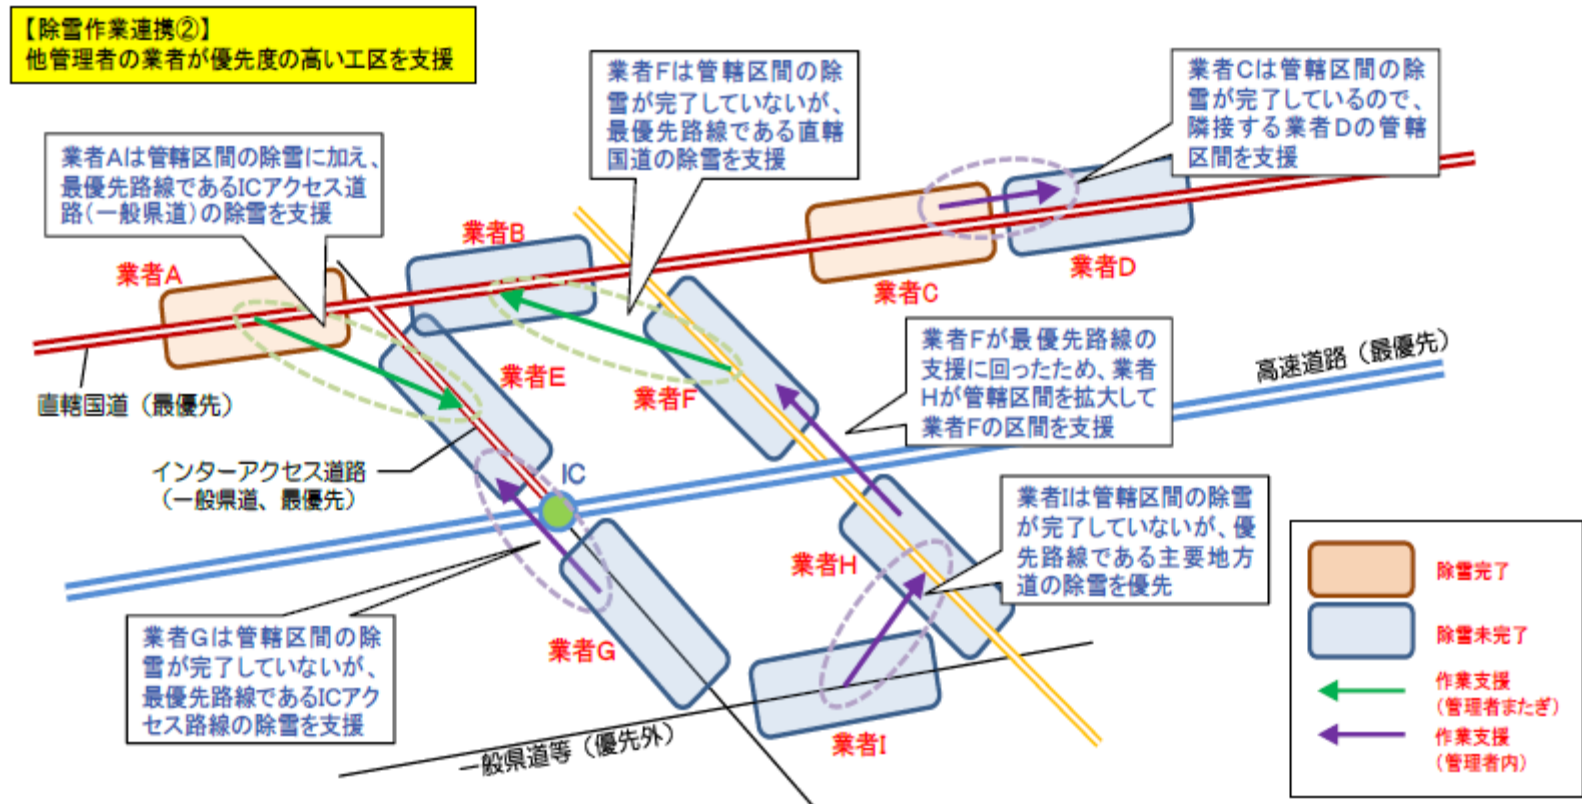 【除雪作業連携②】
他管理者の業者が優先度の高い工区を支援
業者Fは管轄区間の除
雪が完了していないが、
最優先路線である直轄
国道の除雪を支援
業者Cは管轄区間の除
雪が完了しているので、
隣接する業者Dの管轄
区間を支援
業者Aは管轄区間の除雪に加え、
最優先路線であるICアクセス道
路(一般県道)の除雪を支援
業者B
業者A
業者D
業者C
業者E
業者F
業者Fが最優先路線の
支援に回ったため、業者
Hが管轄区間を拡大して
業者Fの区間を支援
高速道路（最優先）
直轄国道（最優先）
インターアクセス道路
（一般県道、最優先）
IC
業者Iは管轄区間の除雪
が完了していないが、優
先路線である主要地方
道の除雪を優先
業者H
業者G
業者Gは管轄区間の除
雪が完了していないが、
最優先路線であるICアク
セス路線の除雪を支援
業者I
一般県道等（優先外）
除雪完了
除雪未完了
作業支援
（管理者またぎ）
作業支援
（管理者内）